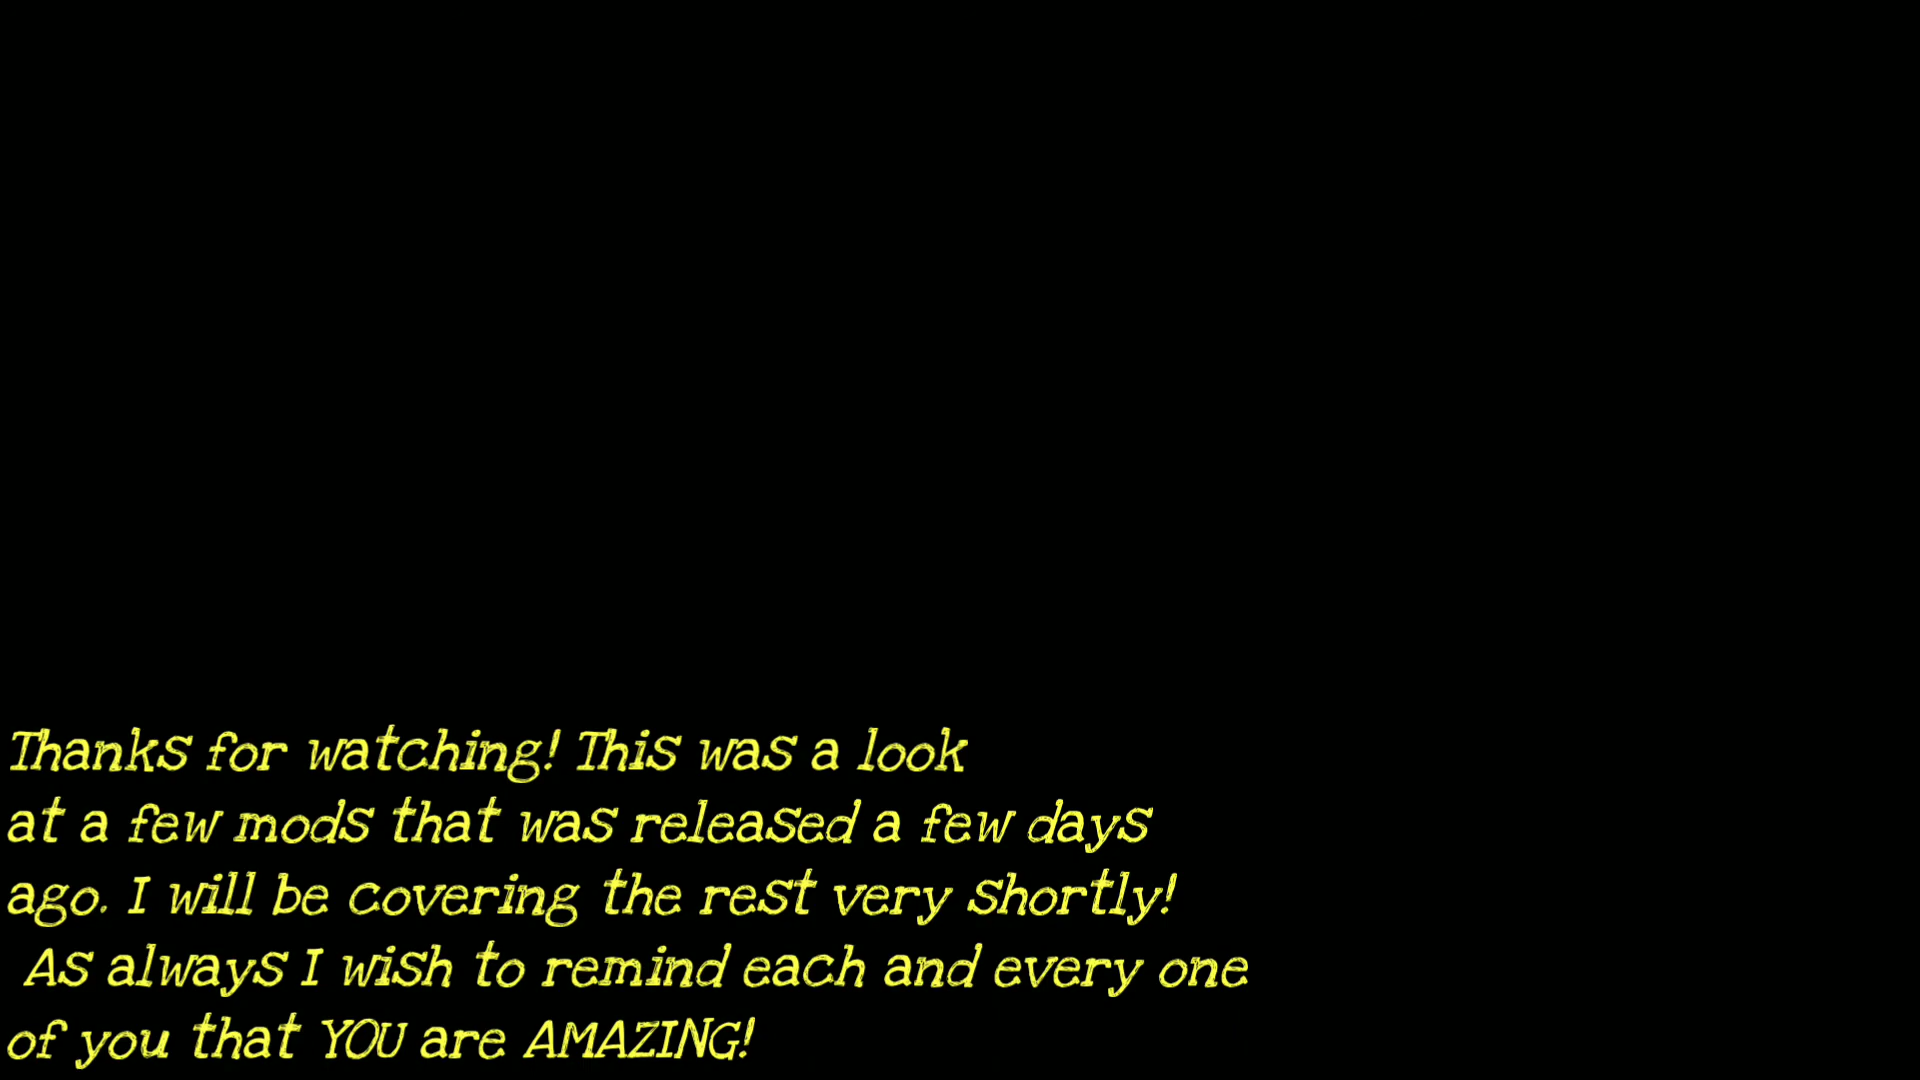 Thanks for watching! This was a look
at a few mods that was released a few days
ago. I will be covering the rest very shortly!
As always I wish to remind each and every one
of you that YOU are AMAZING!